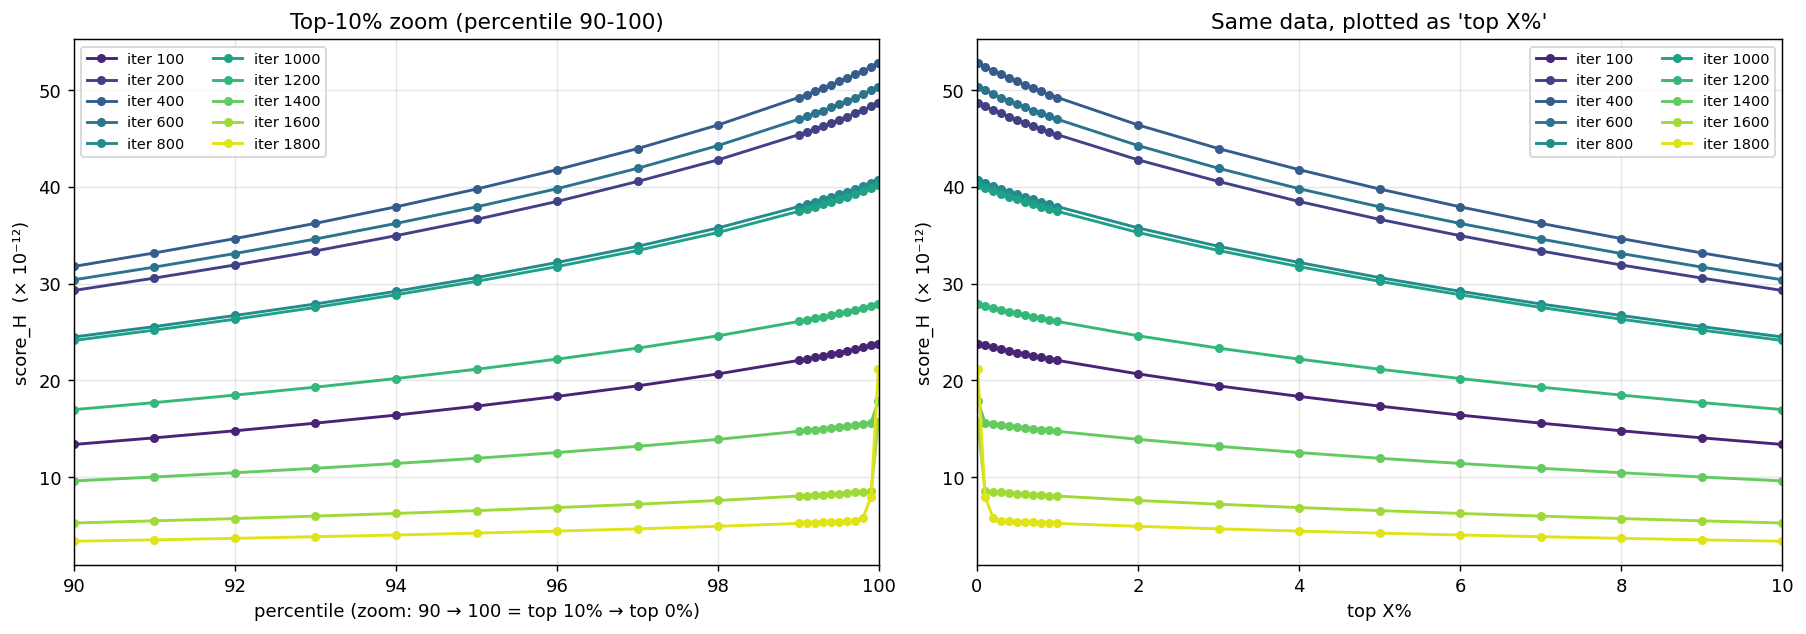 Top-10% zoom (percentile 90-100)
score_H (× 10⁻¹²)
50
40
30
20
10
iter 100
iter 200
iter 400
iter 600
iter 800
iter 1000
iter 1200
iter 1400
iter 1600
iter 1800
90
92
94
96
98
100
percentile (zoom: 90 → 100 = top 10% → top 0%)
Same data, plotted as 'top X%'
score_H (× 10⁻¹²)
50
40
30
20
10
iter 100
iter 200
iter 400
iter 600
iter 800
iter 1000
iter 1200
iter 1400
iter 1600
iter 1800
0
2
4
6
8
10
top X%